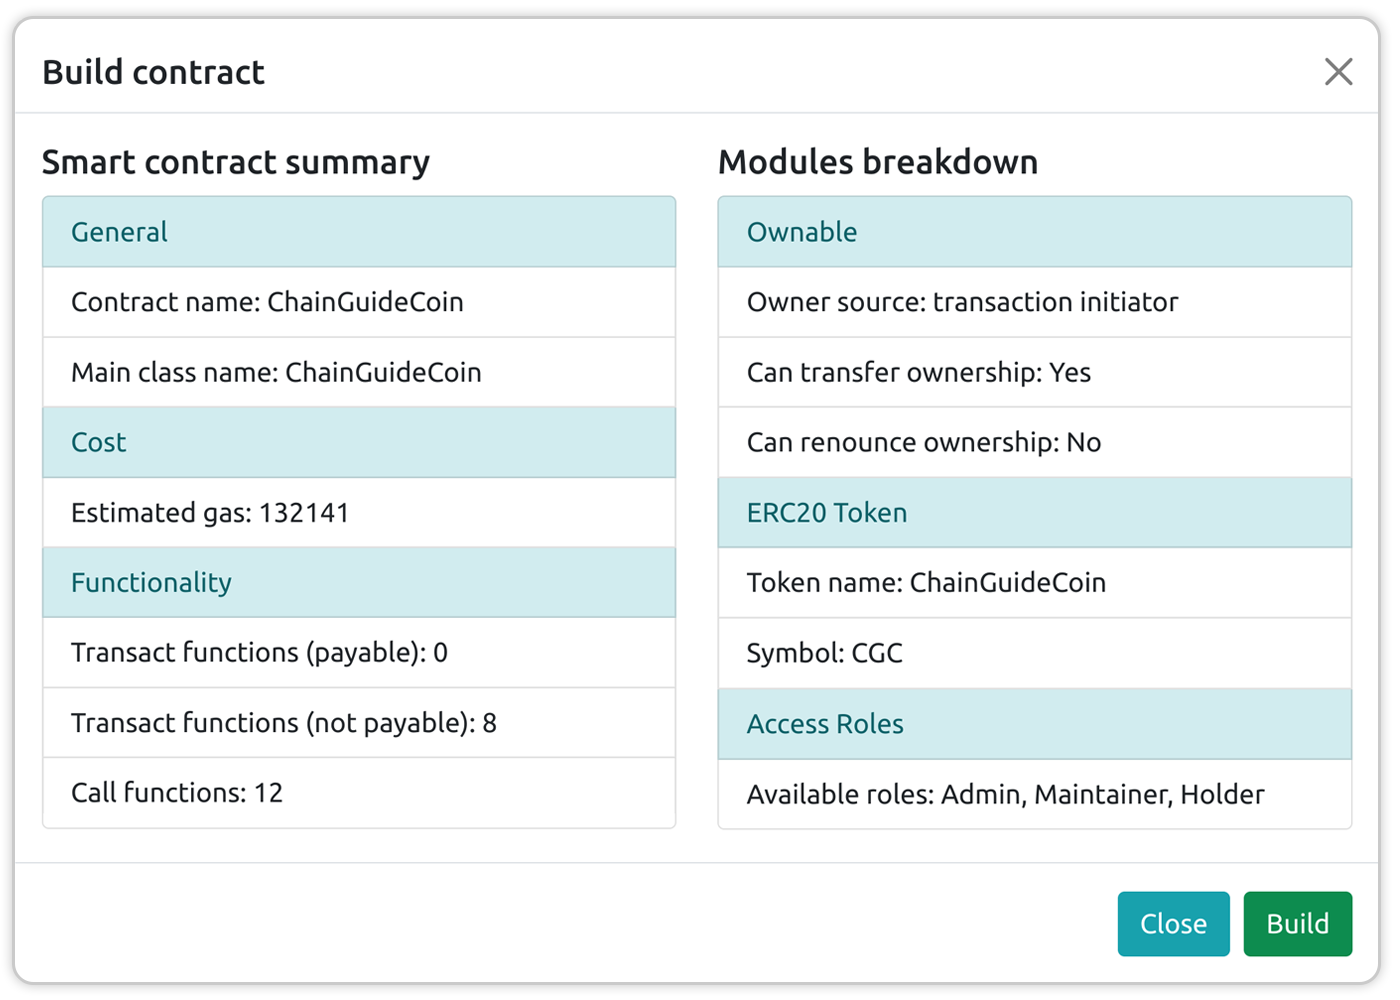 Build contract
Smart contract summary
General
Contract name: ChainGuideCoin
Main class name: ChainGuideCoin
Cost
Estimated gas: 132141
Functionality
Transact functions (payable): 0
Transact functions (not payable): 8
Call functions: 12
Modules breakdown
Ownable
Owner source: transaction initiator
Can transfer ownership: Yes
Can renounce ownership: No
ERC20 Token
Token name: ChainGuideCoin
Symbol: CGC
Access Roles
Available roles: Admin, Maintainer, Holder
Close
Build